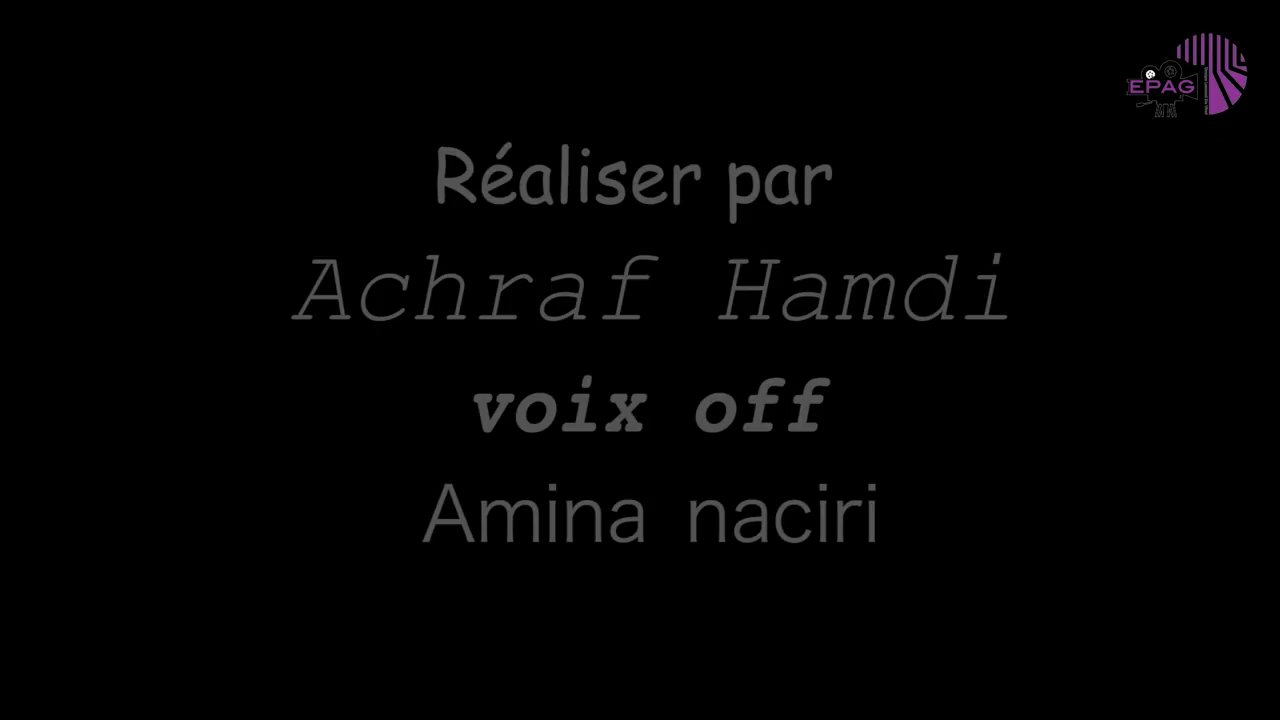 EPAG
Réaliser par
Achraf Hamdi
voix off
Amina naciri